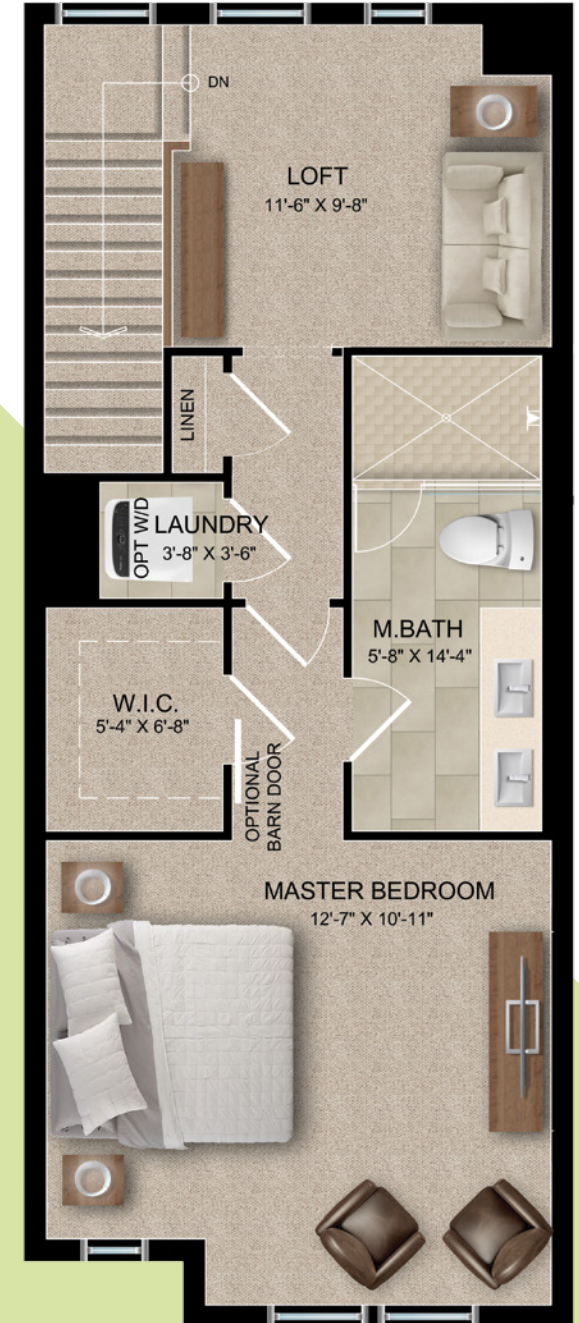 DN
LOFT
11'-6" X 9'-8"
LINEN
OPT W/D
LAUNDRY
3'-8" X 3'-6"
M.BATH
5'-8" X 14'-4"
W.I.C.
5'-4" X 6'-8"
OPTIONAL
BARN DOOR
MASTER BEDROOM
12'-7" X 10'-11"